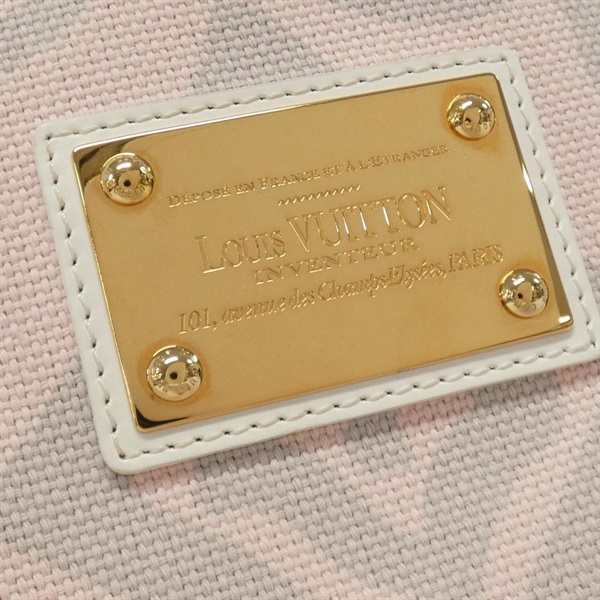 DÉPOSÉ EN FRANCE ET À L'ÉTRANGER
LOUIS VUITTON
INVENTEUR
101, avenue des Champs-Elysées, PARIS